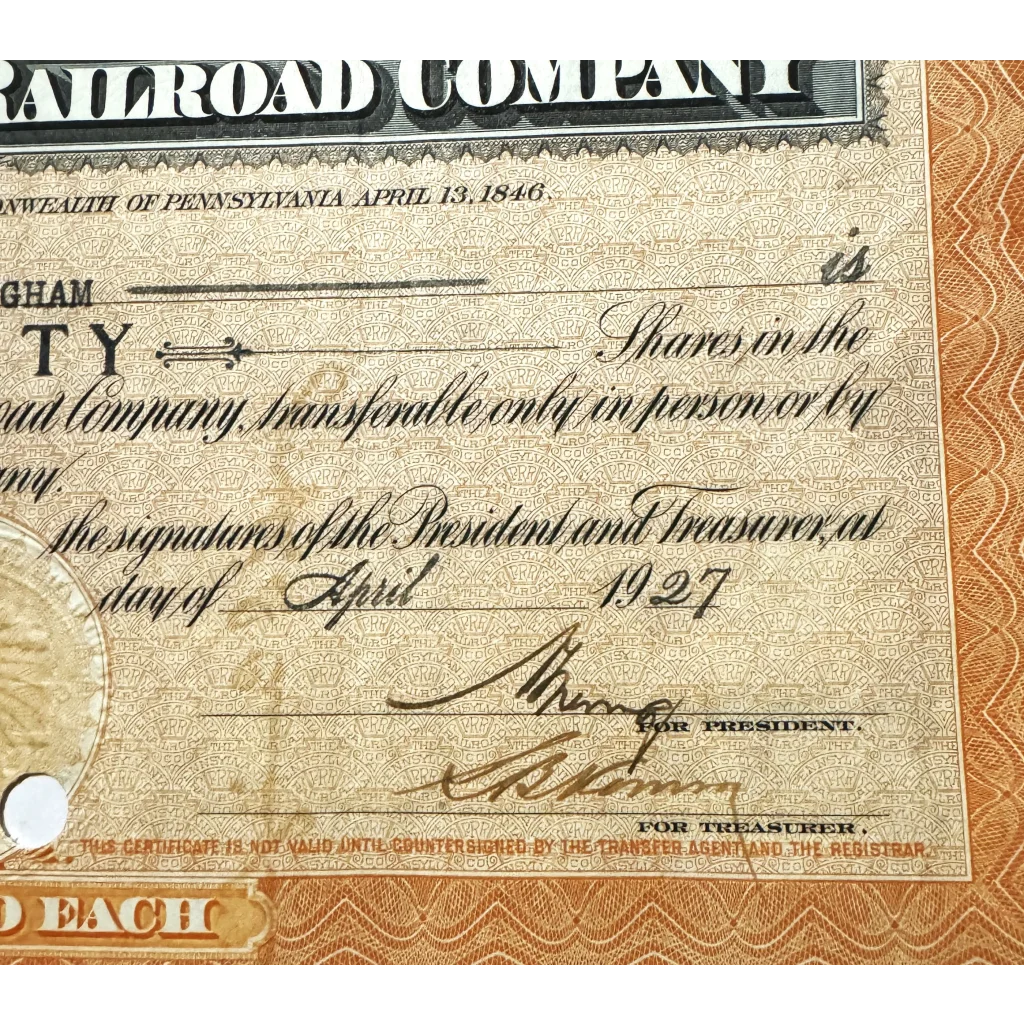 RAILROAD COMPANY
ONWEALTH OF PENNSYLVANIA APRIL 13, 1846.
GHAM is
TY Shares in the
oad Company, transferable only in person or by
any.
the signatures of the President and Treasurer, at
day of April 1927
FOR PRESIDENT.
FOR TREASURER.
THIS CERTIFICATE IS NOT VALID UNTIL COUNTERSIGNED BY THE TRANSFER AGENT AND THE REGISTRAR.
D EACH